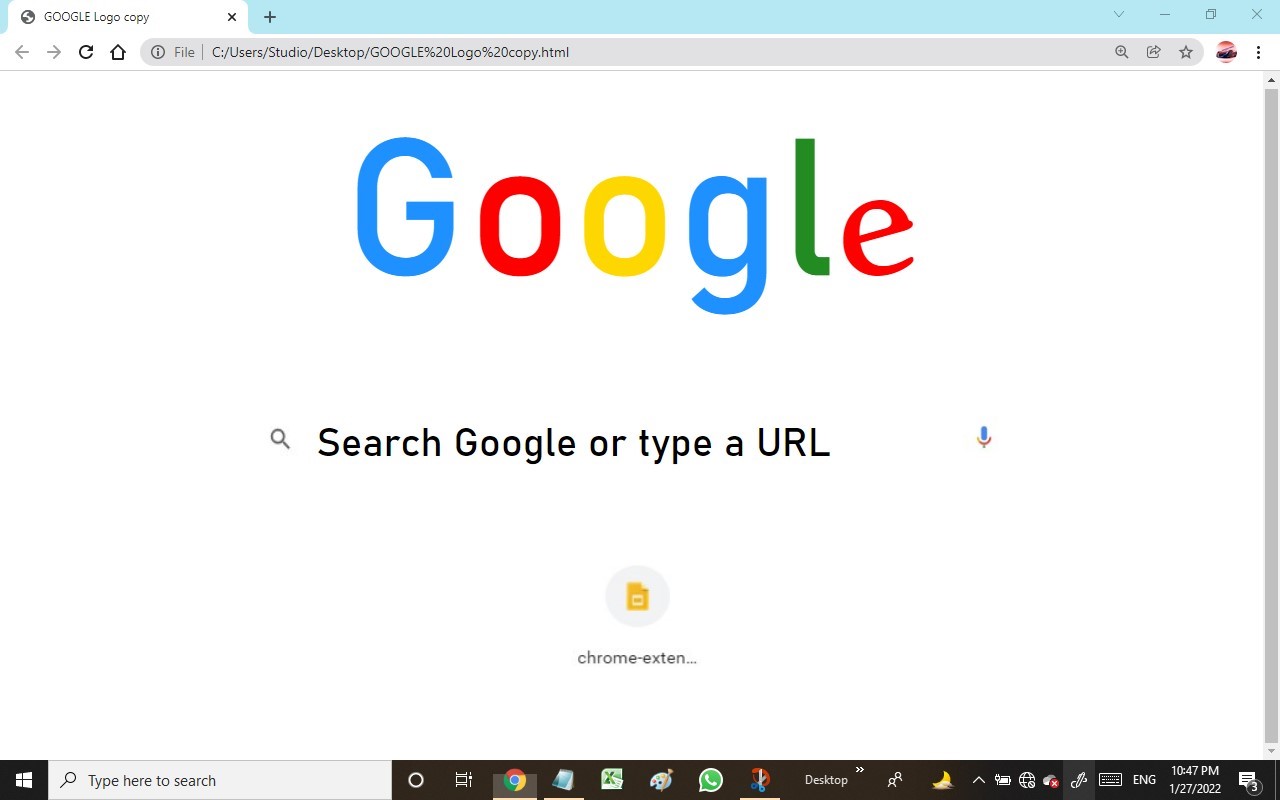 GOOGLE Logo copy
File C:/Users/Studio/Desktop/GOOGLE%20Logo%20copy.html
Google
Search Google or type a URL
chrome-exten...
Type here to search
Desktop
ENG
10:47 PM
1/27/2022
3